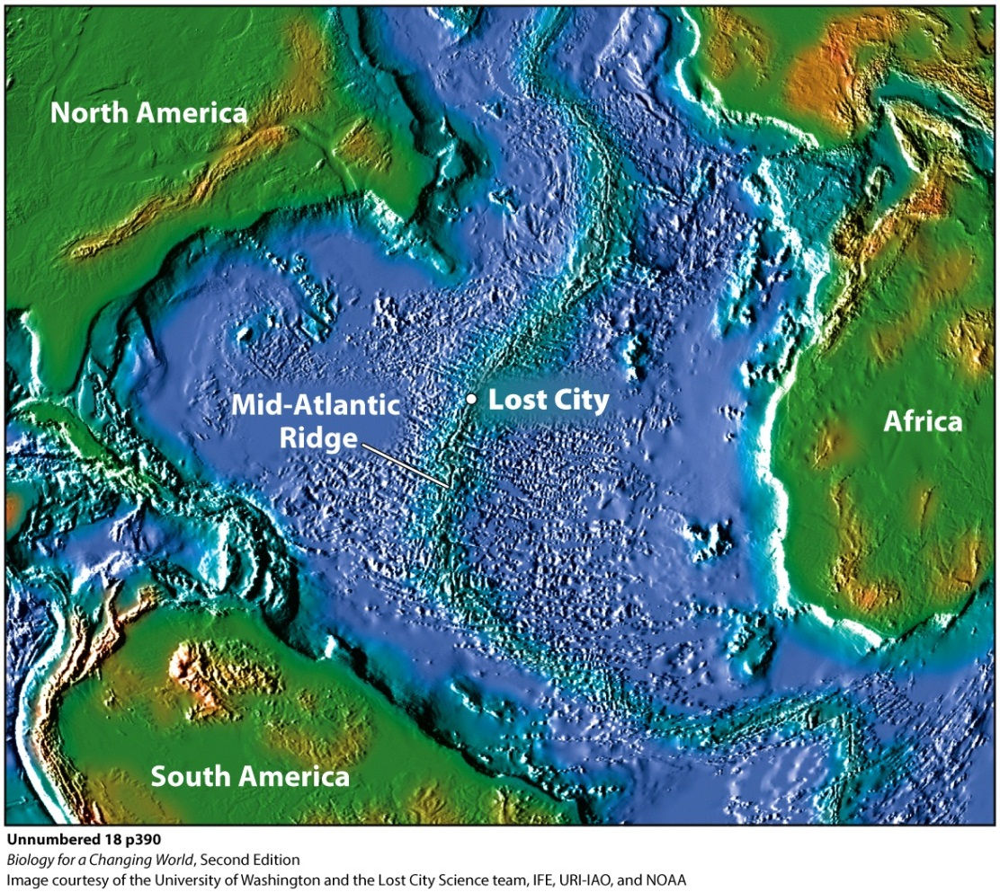 North America
Mid-Atlantic
Ridge
Lost City
Africa
South America
Unnumbered 18 p390
Biology for a Changing World, Second Edition
Image courtesy of the University of Washington and the Lost City Science team, IFE, URI-IAO, and NOAA